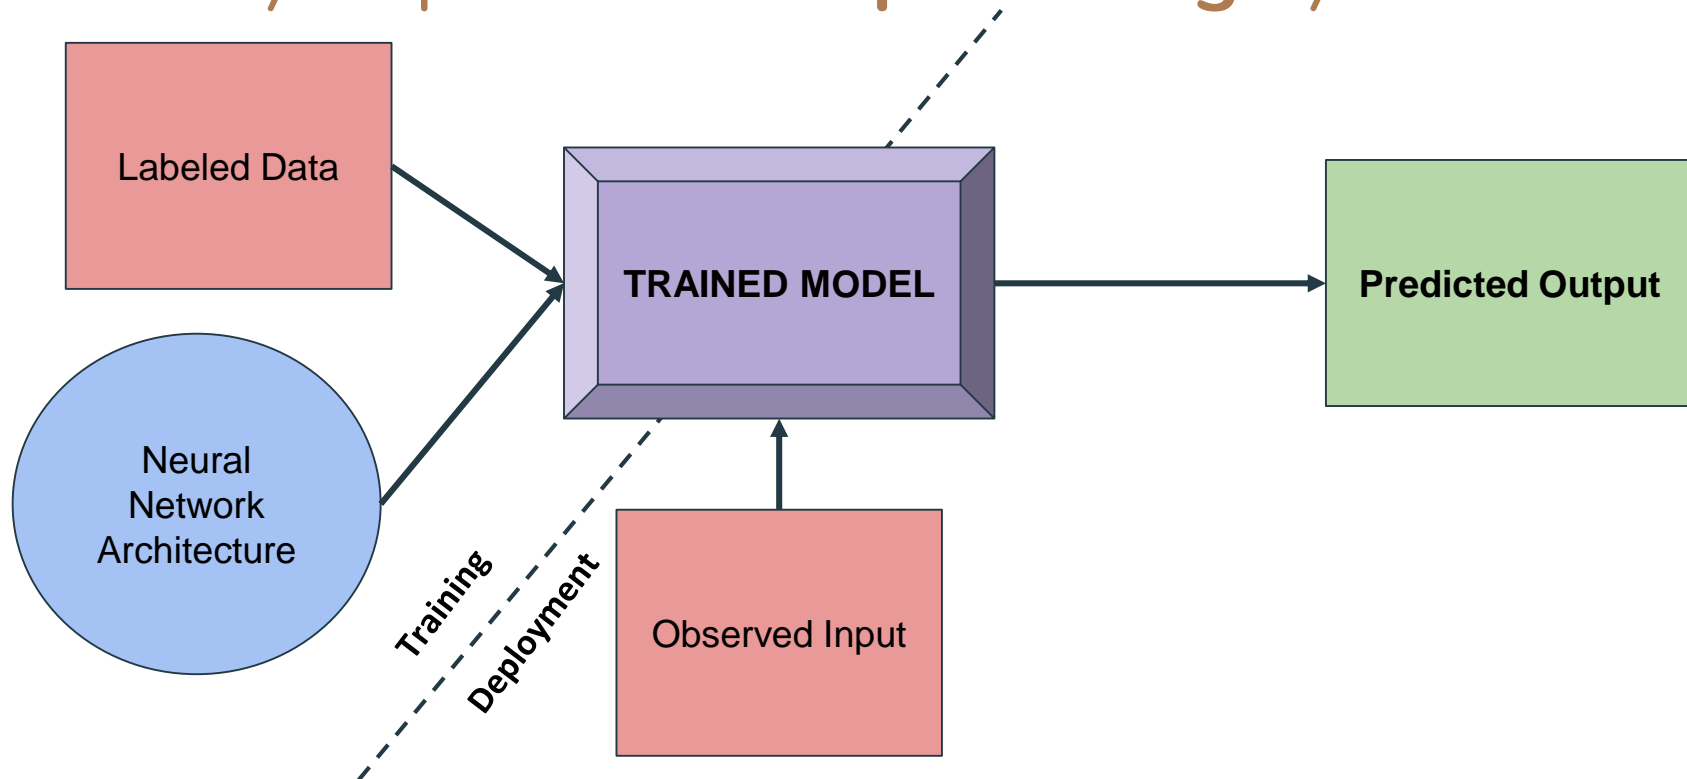 Labeled Data
TRAINED MODEL
Predicted Output
Neural
Network
Architecture
Training
Deployment
Observed Input